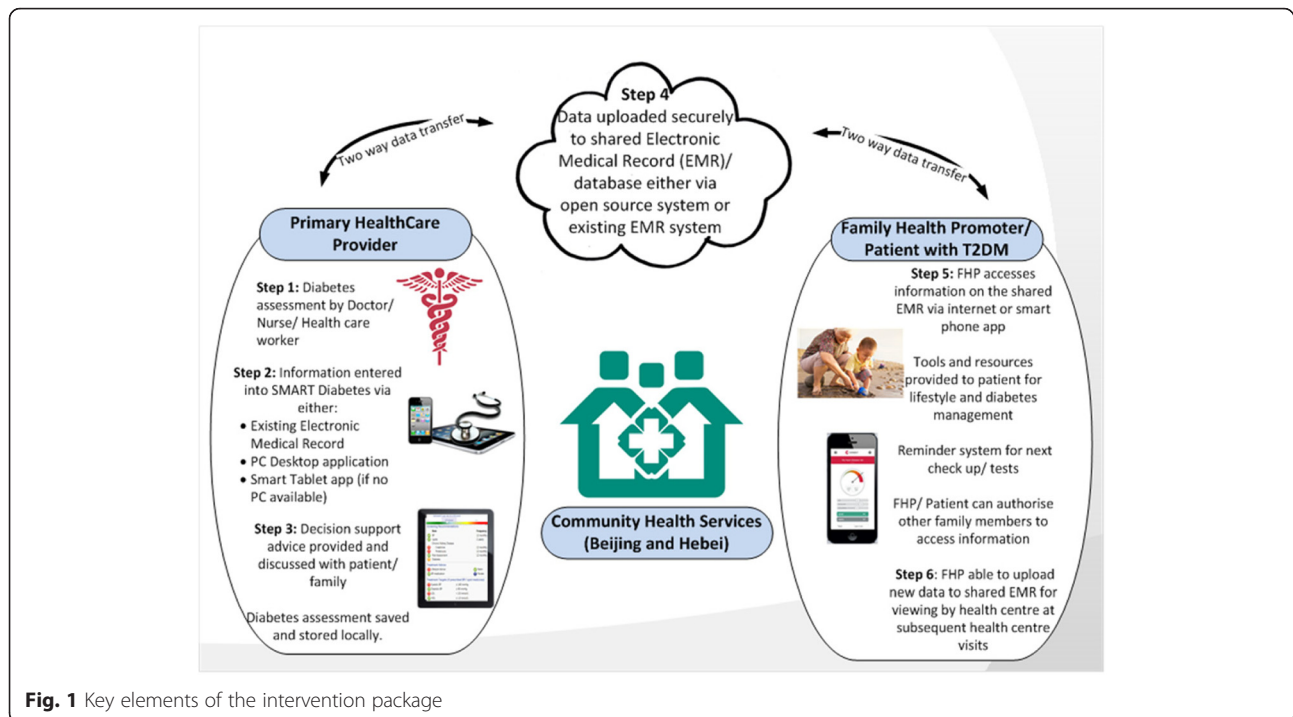 Step 4
Data uploaded securely
to shared Electronic
Medical Record (EMR)/
database either via
open source system or
existing EMR system
Two way data transfer
Two way data transfer
Primary HealthCare
Provider
Step 1: Diabetes
assessment by Doctor/
Nurse/ Health care
worker
Step 2: Information entered
into SMART Diabetes via
either:
• Existing Electronic
Medical Record
• PC Desktop application
• Smart Tablet app (if no
PC available)
Step 3: Decision support
advice provided and
discussed with patient/
family
Diabetes assessment saved
and stored locally.
Community Health Services
(Beijing and Hebei)
Family Health Promoter/
Patient with T2DM
Step 5: FHP accesses
information on the shared
EMR via internet or smart
phone app
Tools and resources
provided to patient for
lifestyle and diabetes
management
Reminder system for next
check up/ tests
FHP/ Patient can authorise
other family members to
access information
Step 6: FHP able to upload
new data to shared EMR for
viewing by health centre at
subsequent health centre
visits
Fig. 1 Key elements of the intervention package